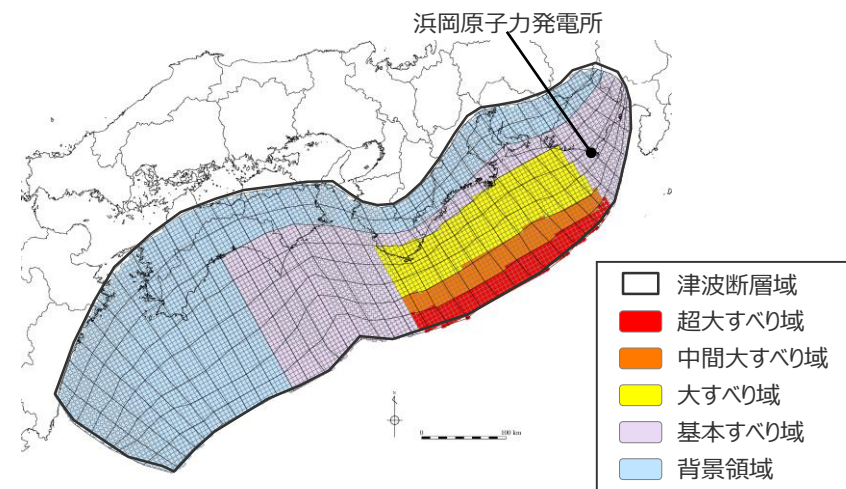 浜岡原子力発電所
津波断層域
超大すべり域
中間大すべり域
大すべり域
基本すべり域
背景領域
0 100 km